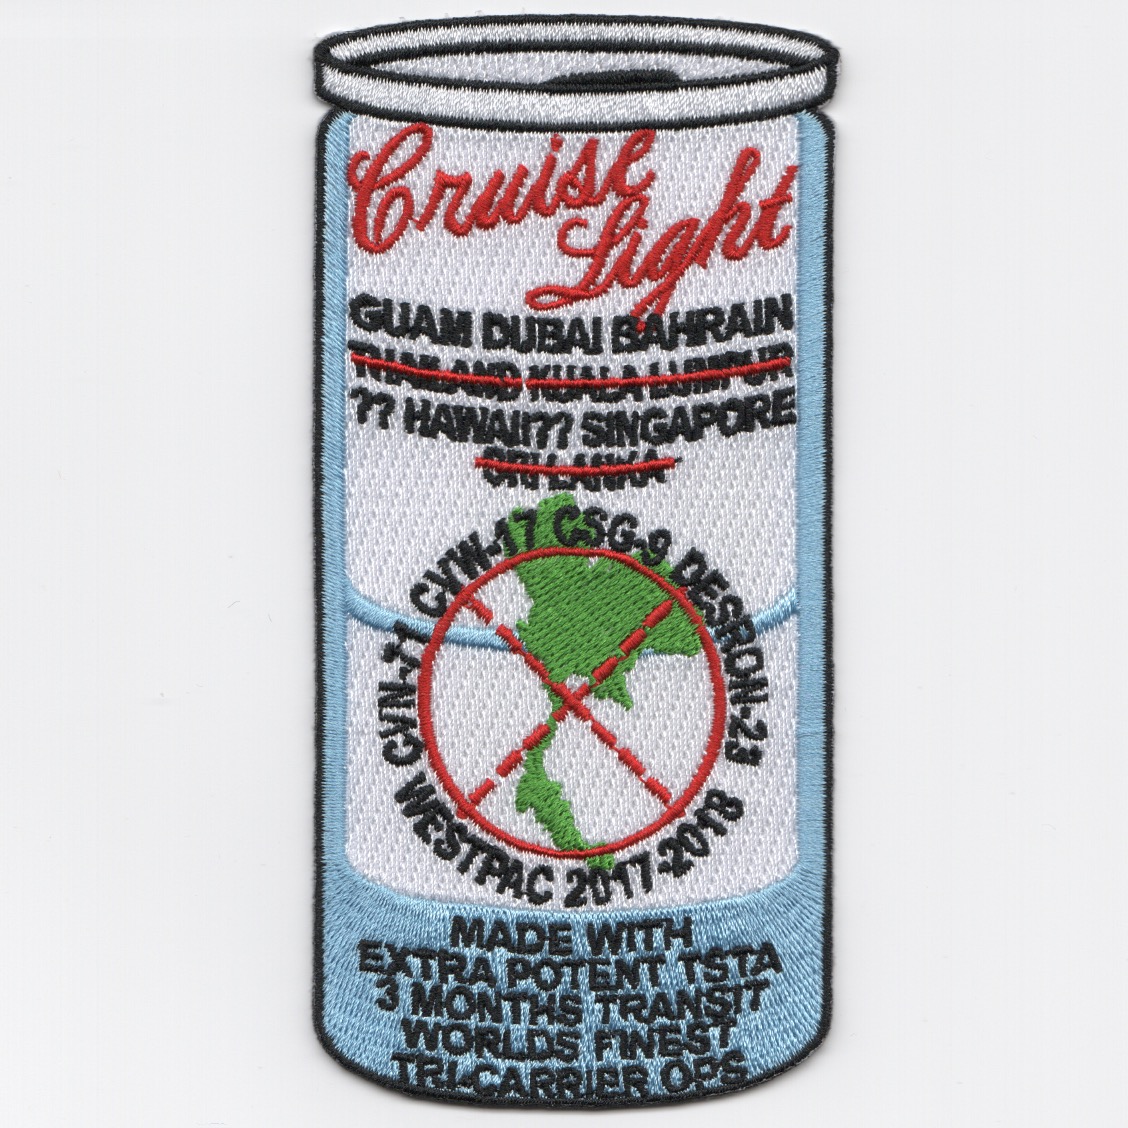 Cruise
Light
GUAM DUBAI BAHRAIN
THAILAND KUALA LUMPUR
?? HAWAII?? SINGAPORE
SRI LANKA
CVN-71 CVW-17 CSG-9 DESRON-23
WESTPAC 2017-2018
MADE WITH
EXTRA POTENT TSTA
3 MONTHS TRANSIT
WORLDS FINEST
TRI-CARRIER OPS